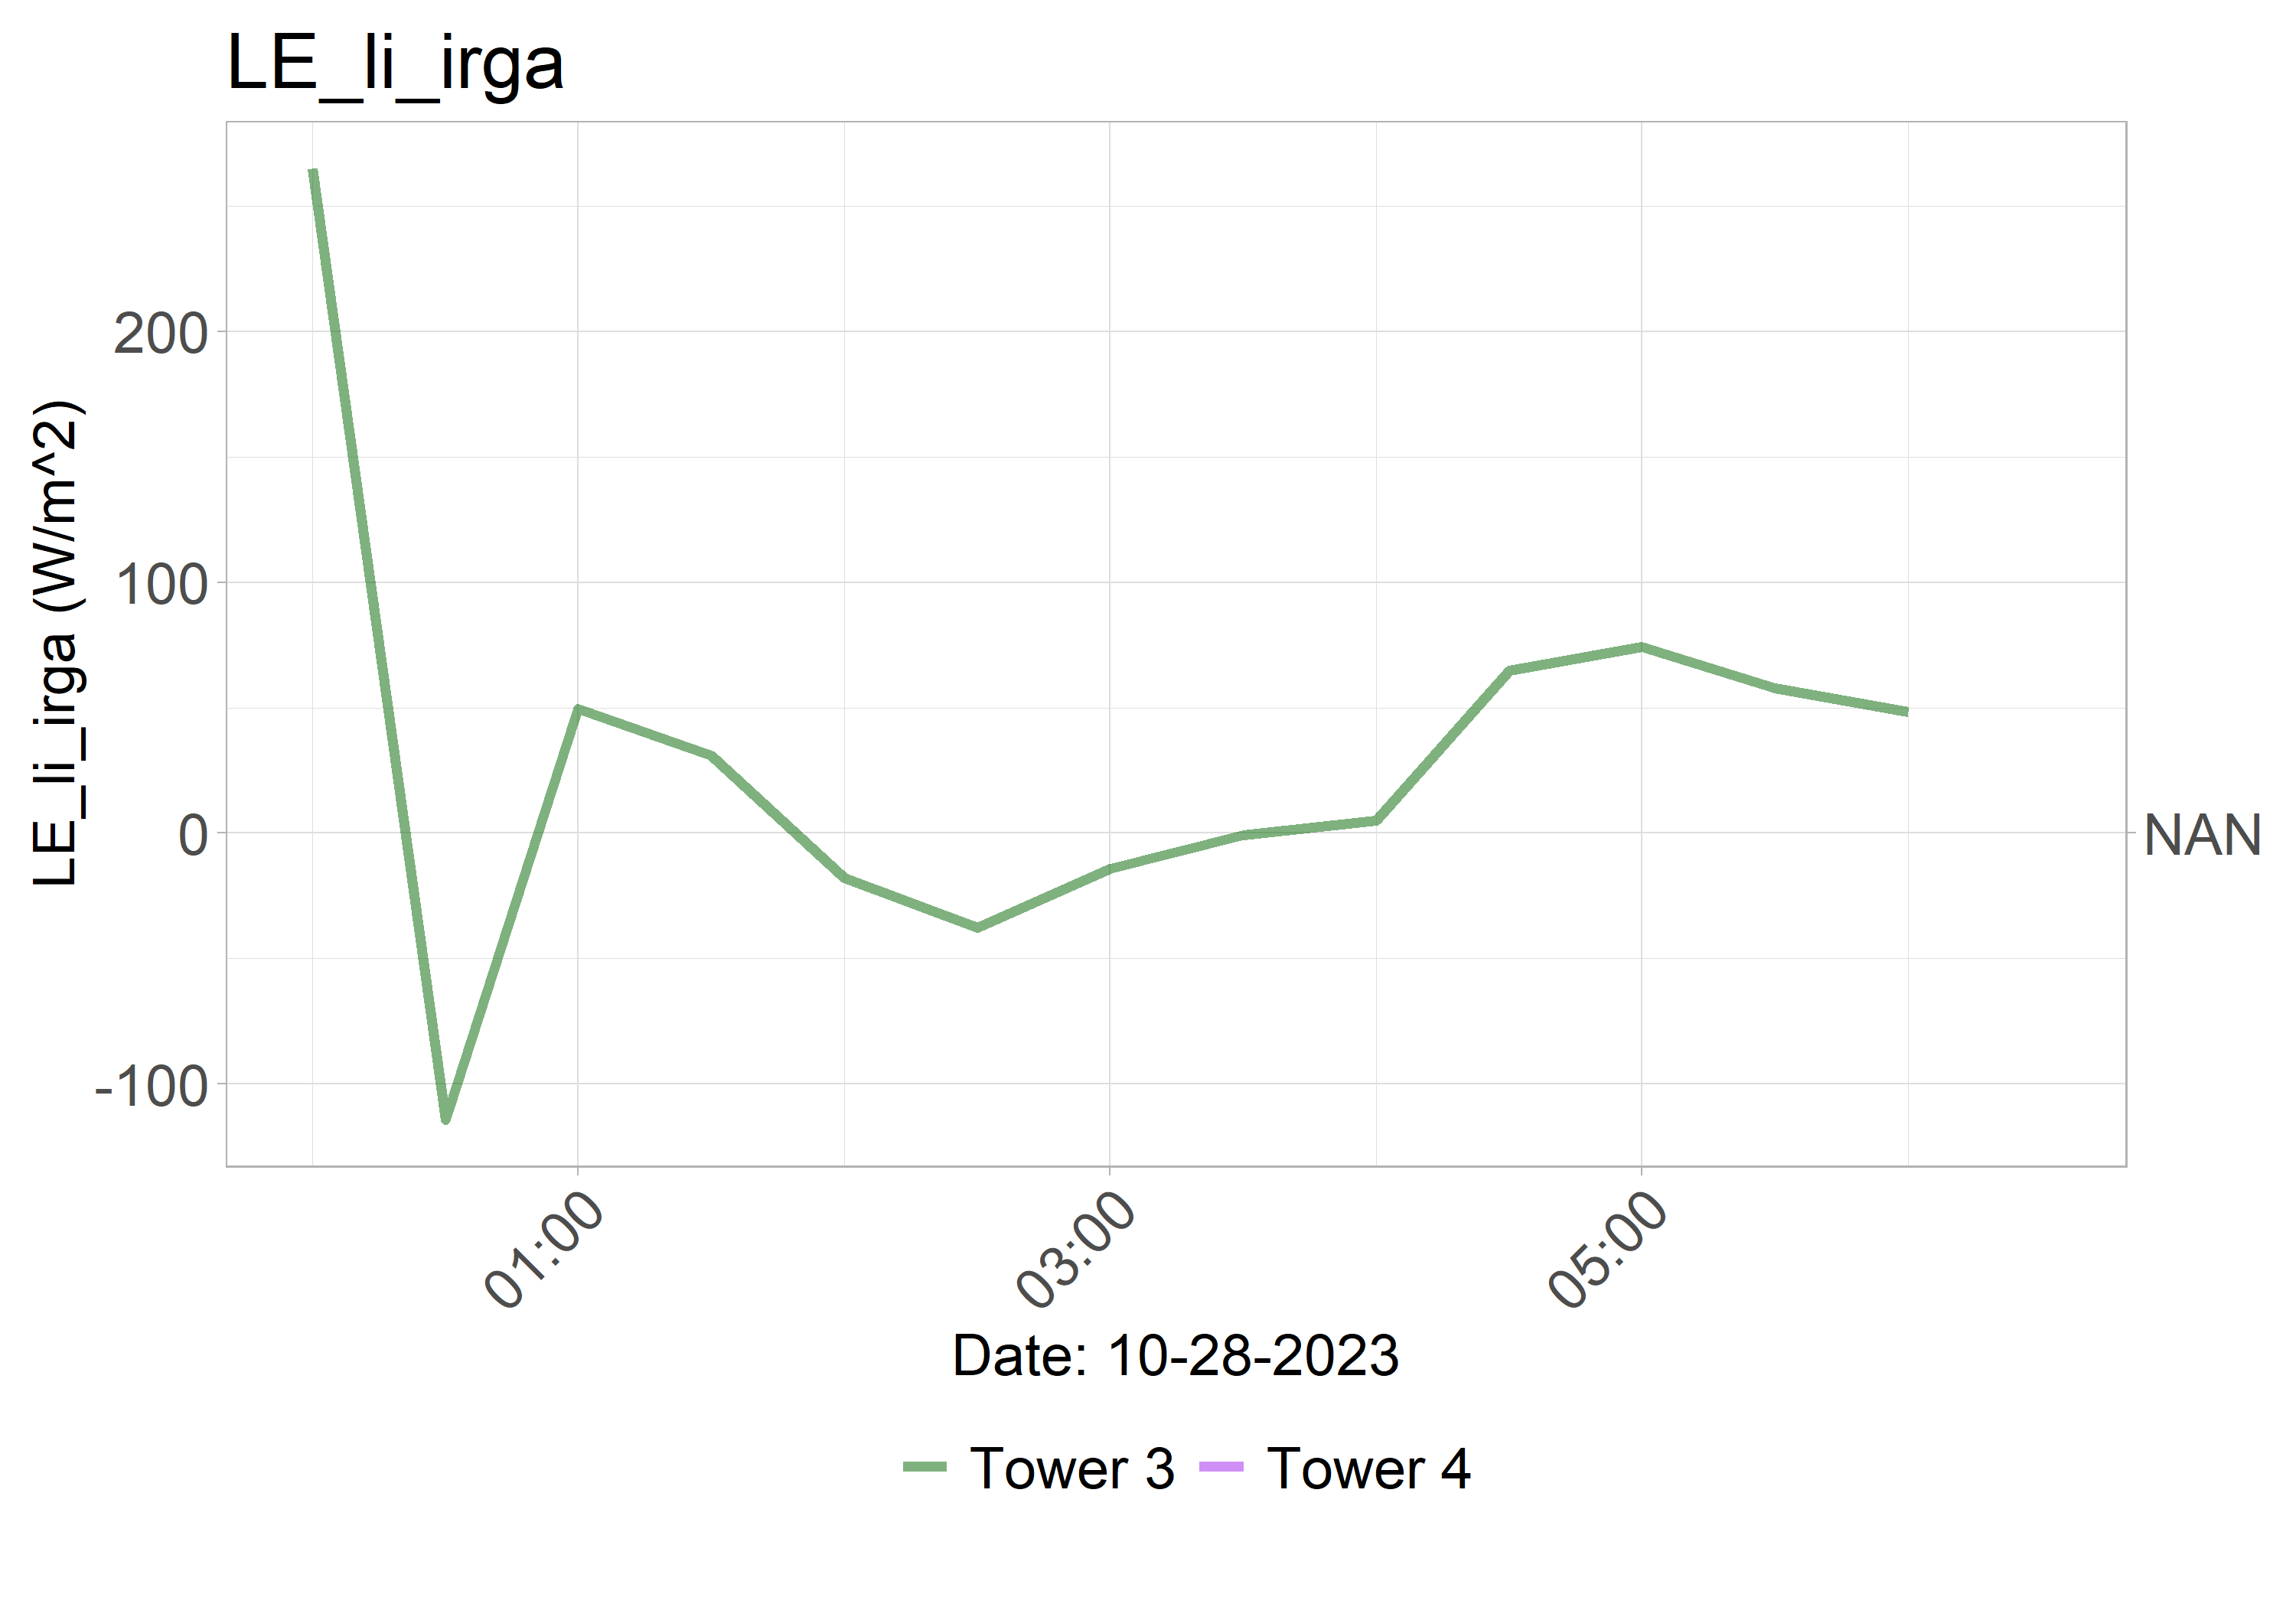 LE_li_irga
LE_li_irga (W/m^2)
200
100
0
-100
NAN
01:00
03:00
05:00
Date: 10-28-2023
Tower 3
Tower 4